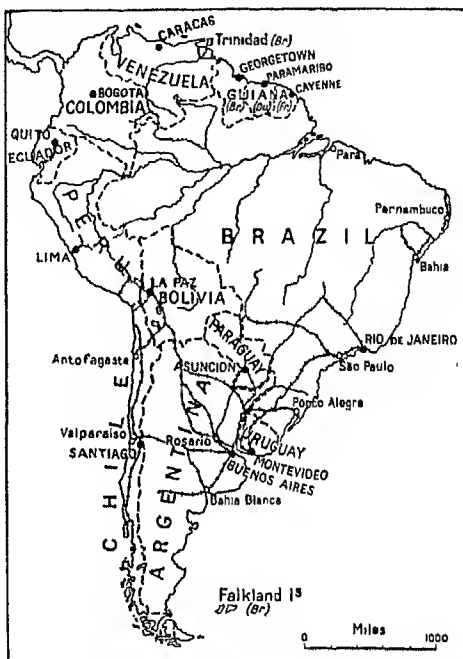 CARACAS
Trinidad (Br)
VENEZUELA
GEORGETOWN
PARAMARIBO
GUIANA
CAYENNE
(Br) (Du) (Fr)
BOGOTA
COLOMBIA
QUITO
ECUADOR
Para
Pernambuco
PERU
BRAZIL
Bahia
LIMA
LA PAZ
BOLIVIA
PARAGUAY
RIO DE JANEIRO
Antofagasta
ASUNCION
Sao Paulo
Porto Alegre
CHILE
ARGENTINA
Valparaiso
Rosario
URUGUAY
SANTIAGO
MONTEVIDEO
BUENOS AIRES
Bahia Blanca
Falkland Is
(Br)
Miles
0 1000